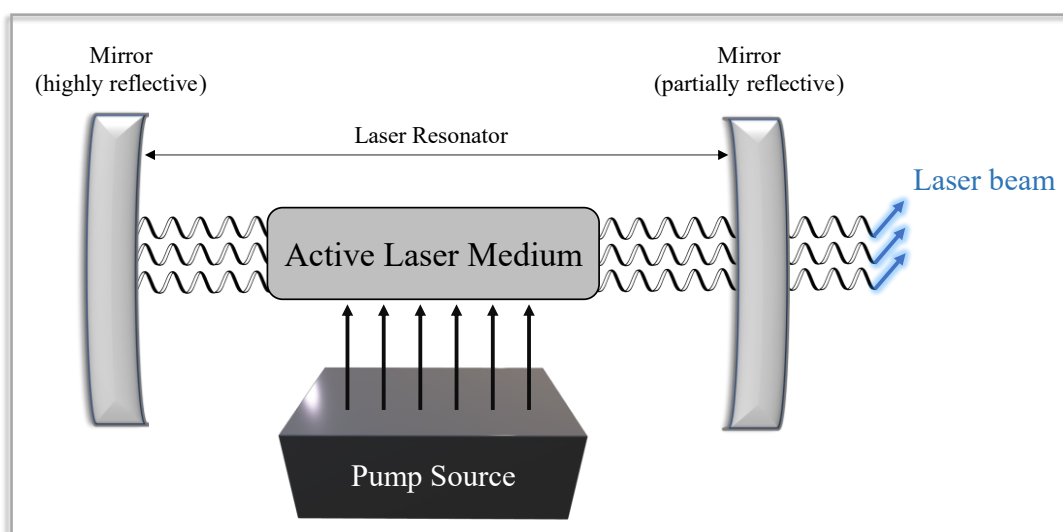 Mirror
(highly reflective)
Mirror
(partially reflective)
Laser Resonator
Laser beam
Active Laser Medium
Pump Source